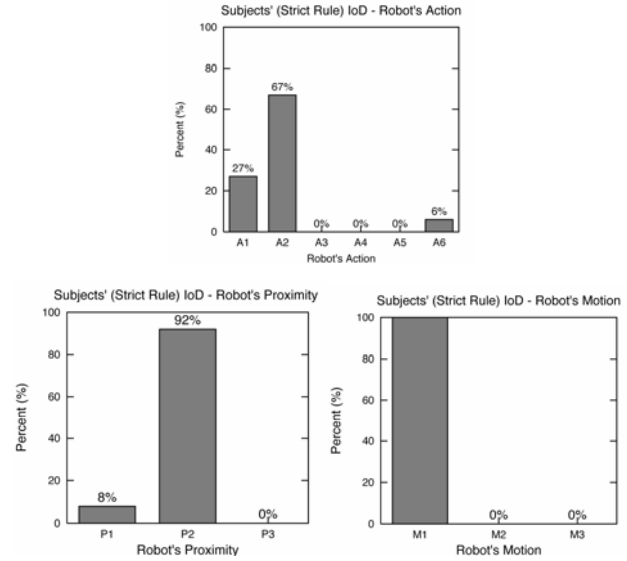 Subjects' (Strict Rule) IoD - Robot's Action
Percent (%)
100
80
60
40
20
0
27%
67%
0%
0%
0%
6%
A1 A2 A3 A4 A5 A6
Robot's Action
Subjects' (Strict Rule) IoD - Robot's Proximity
Percent (%)
100
80
60
40
20
0
8%
92%
0%
P1 P2 P3
Robot's Proximity
Subjects' (Strict Rule) IoD - Robot's Motion
Percent (%)
100
80
60
40
20
0
0%
0%
M1 M2 M3
Robot's Motion